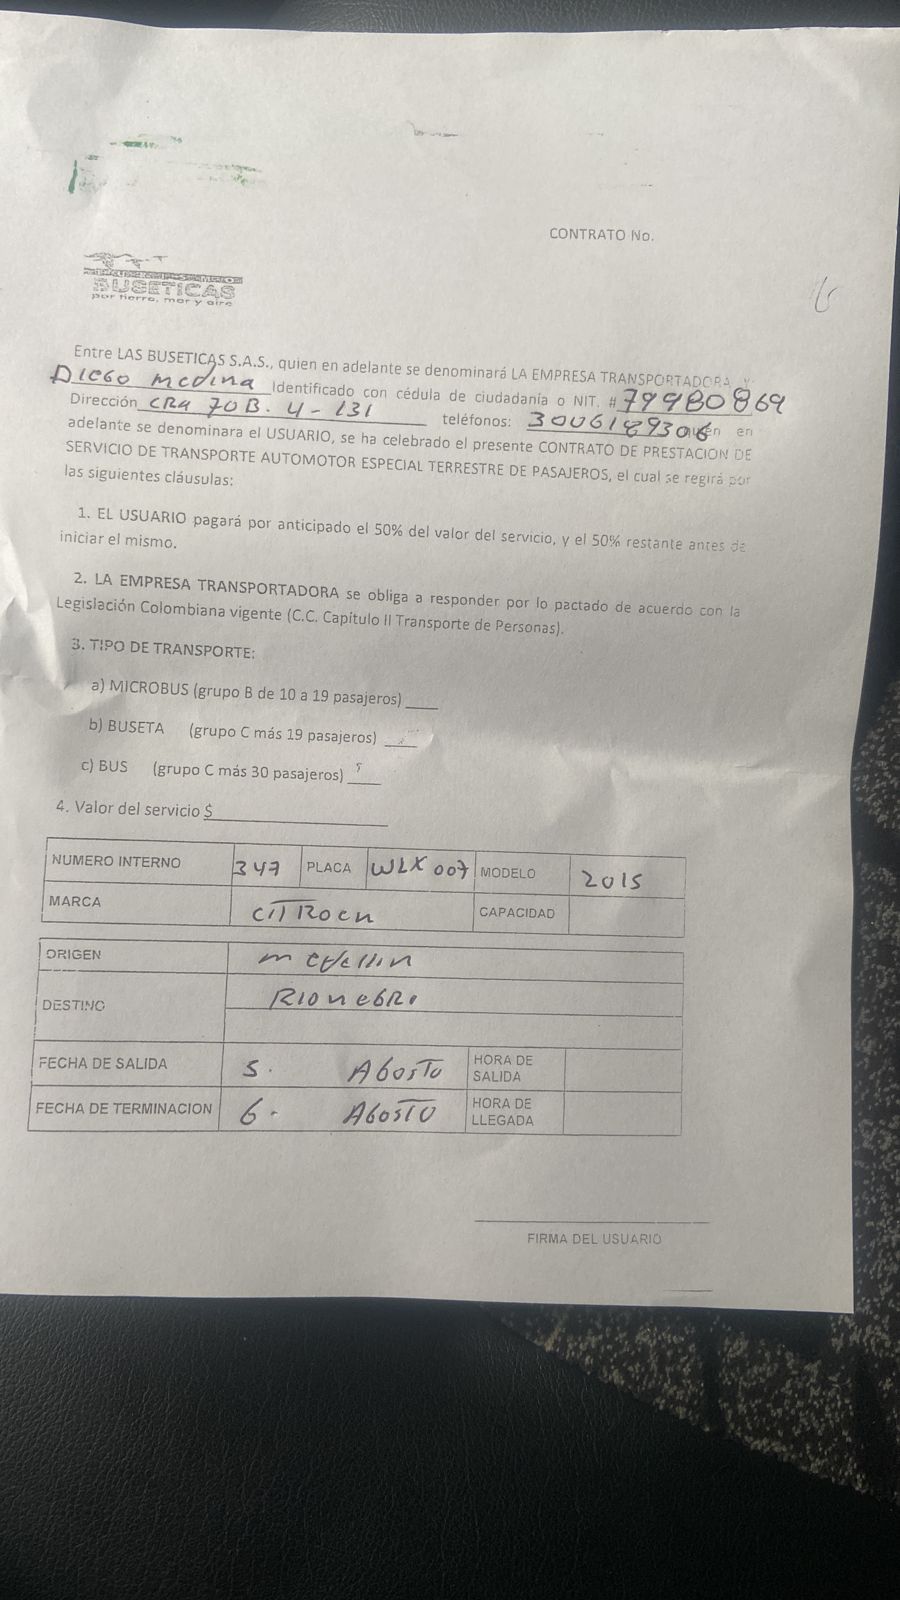 CONTRATO No.
BUSETICAS
por tierra, mar y aire
Entre LAS BUSETICAS S.A.S., quien en adelante se denominará LA EMPRESA TRANSPORTADORA y
Diego medina Identificado con cédula de ciudadanía o NIT. # 79980869
Dirección CRA 70B. 4-131 teléfonos: 3006189306 quien en
adelante se denominara el USUARIO, se ha celebrado el presente CONTRATO DE PRESTACION DE
SERVICIO DE TRANSPORTE AUTOMOTOR ESPECIAL TERRESTRE DE PASAJEROS, el cual se regirá por
las siguientes cláusulas:
1. EL USUARIO pagará por anticipado el 50% del valor del servicio, y el 50% restante antes de
iniciar el mismo.
2. LA EMPRESA TRANSPORTADORA se obliga a responder por lo pactado de acuerdo con la
Legislación Colombiana vigente (C.C. Capítulo II Transporte de Personas).
3. TIPO DE TRANSPORTE:
a) MICROBUS (grupo B de 10 a 19 pasajeros) ____
b) BUSETA (grupo C más 19 pasajeros) ____
c) BUS (grupo C más 30 pasajeros) ____
4. Valor del servicio $
NUMERO INTERNO 347 PLACA WLX 007 MODELO 2015
MARCA CITROEN CAPACIDAD
ORIGEN medellin
DESTINO RIONEGRO
FECHA DE SALIDA 5. AGOSTO HORA DE SALIDA
FECHA DE TERMINACION 6. AGOSTO HORA DE LLEGADA
FIRMA DEL USUARIO